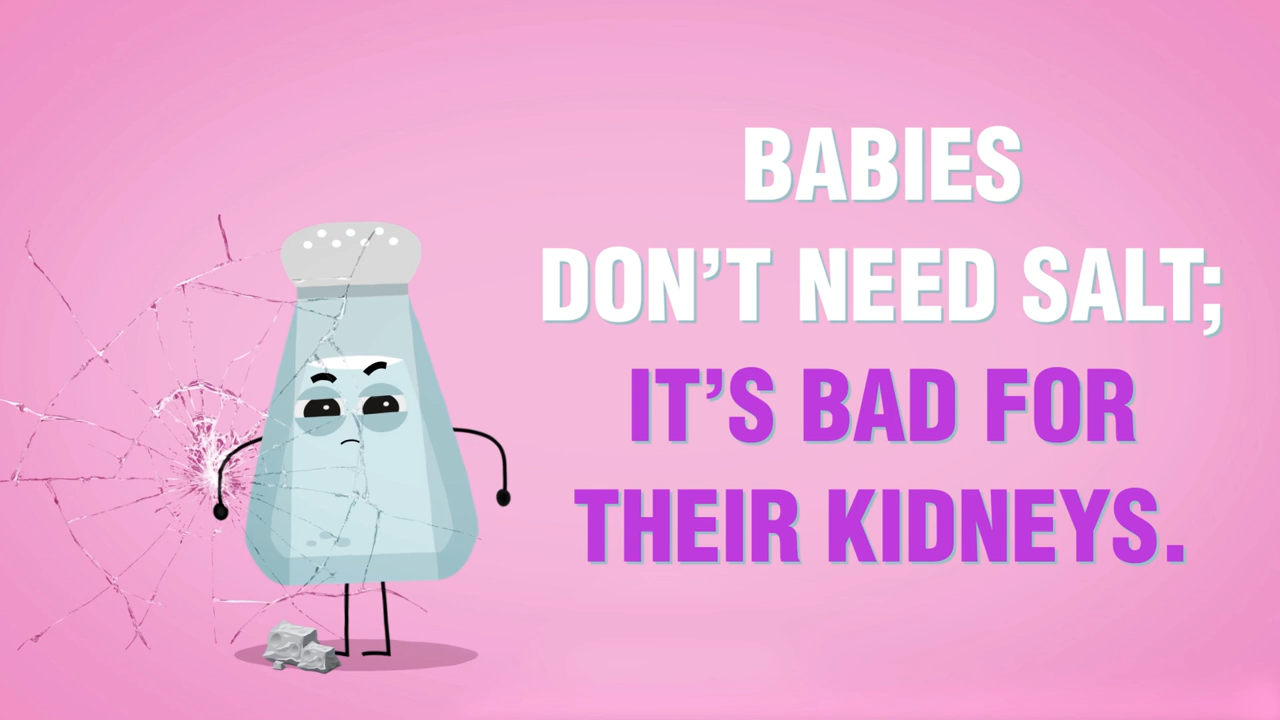 BABIES
DON’T NEED SALT;
IT’S BAD FOR
THEIR KIDNEYS.